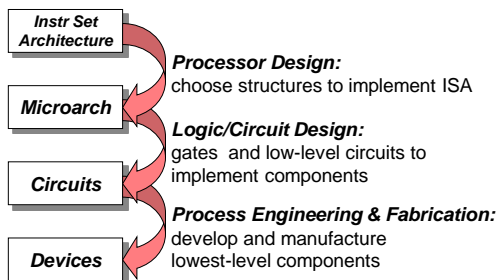 Instr Set
Architecture
Processor Design:
choose structures to implement ISA
Microarch
Logic/Circuit Design:
gates and low-level circuits to
implement components
Circuits
Process Engineering & Fabrication:
develop and manufacture
lowest-level components
Devices